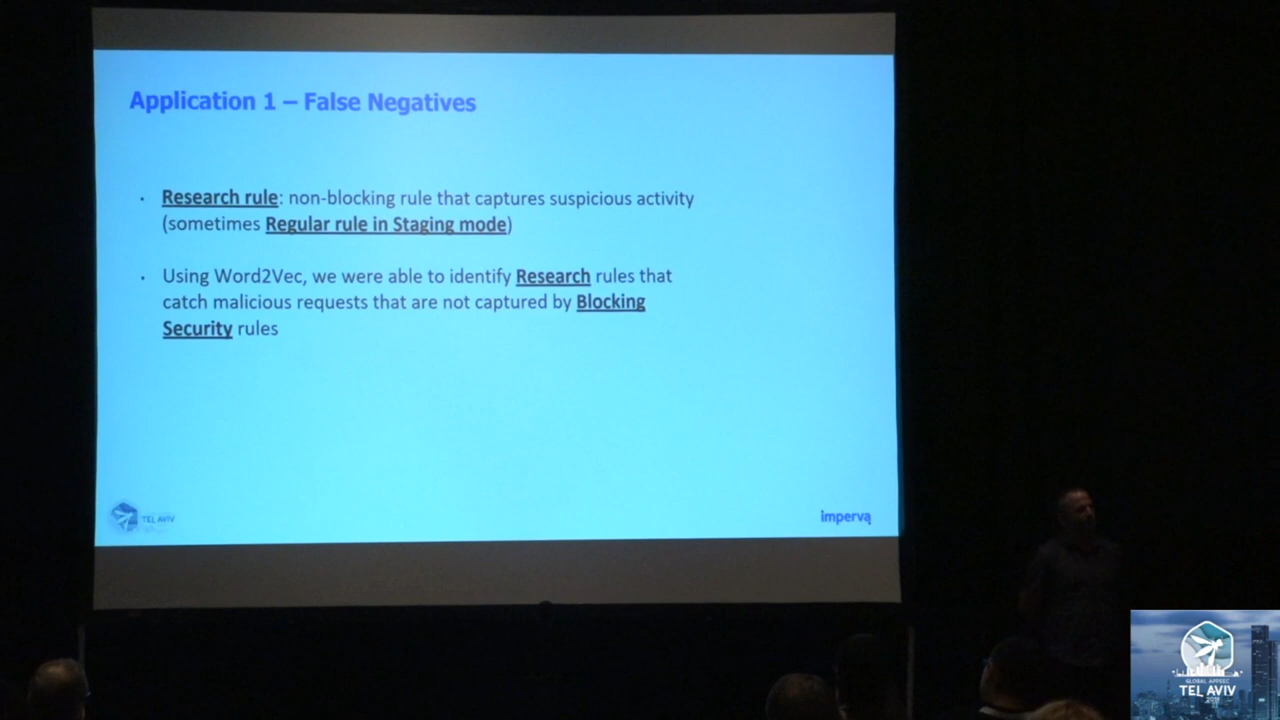 Application 1 – False Negatives
· Research rule: non-blocking rule that captures suspicious activity
(sometimes Regular rule in Staging mode)
· Using Word2Vec, we were able to identify Research rules that
catch malicious requests that are not captured by Blocking
Security rules
TEL AVIV
imperva
GLOBAL APPSEC
TEL AVIV